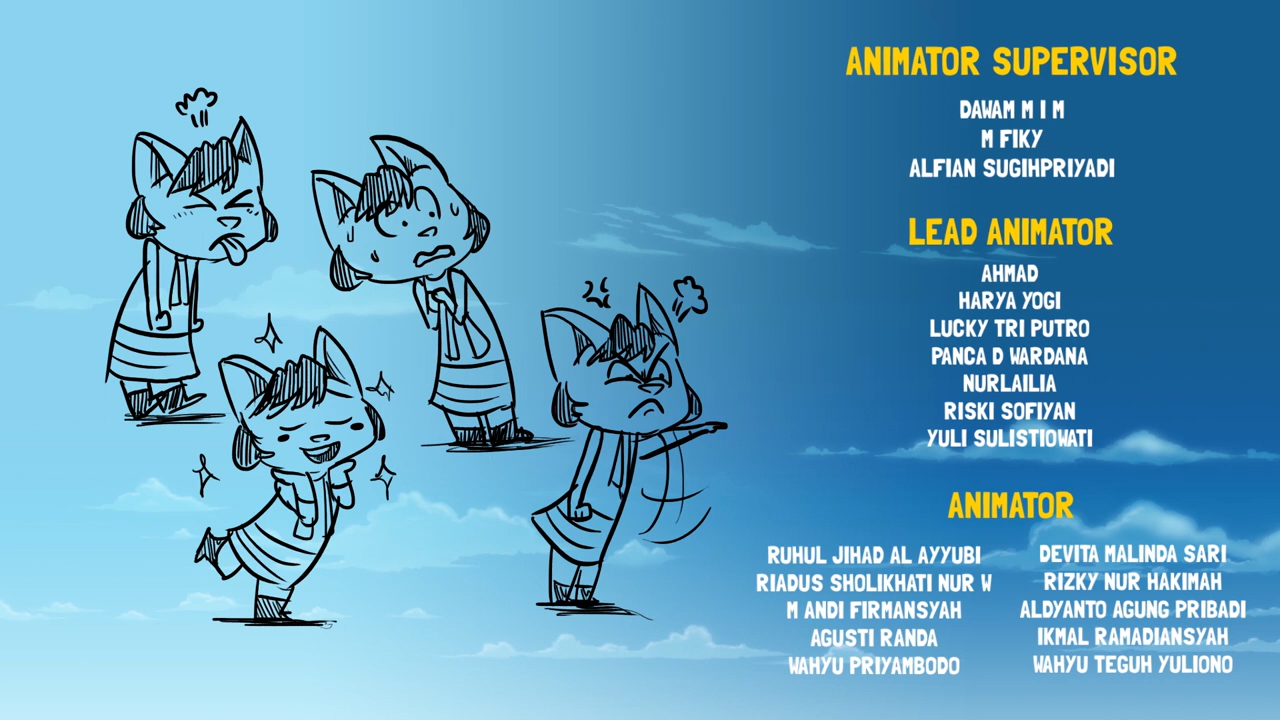 ANIMATOR SUPERVISOR
DAWAM M I M
M FIKY
ALFIAN SUGIHPRIYADI
LEAD ANIMATOR
AHMAD
HARYA YOGI
LUCKY TRI PUTRO
PANCA D WARDANA
NURLAILIA
RISKI SOFIYAN
YULI SULISTIOWATI
ANIMATOR
RUHUL JIHAD AL AYYUBI
RIADUS SHOLIKHATI NUR W
M ANDI FIRMANSYAH
AGUSTI RANDA
WAHYU PRIYAMBODO
DEVITA MALINDA SARI
RIZKY NUR HAKIMAH
ALDYANTO AGUNG PRIBADI
IKMAL RAMADIANSYAH
WAHYU TEGUH YULIONO